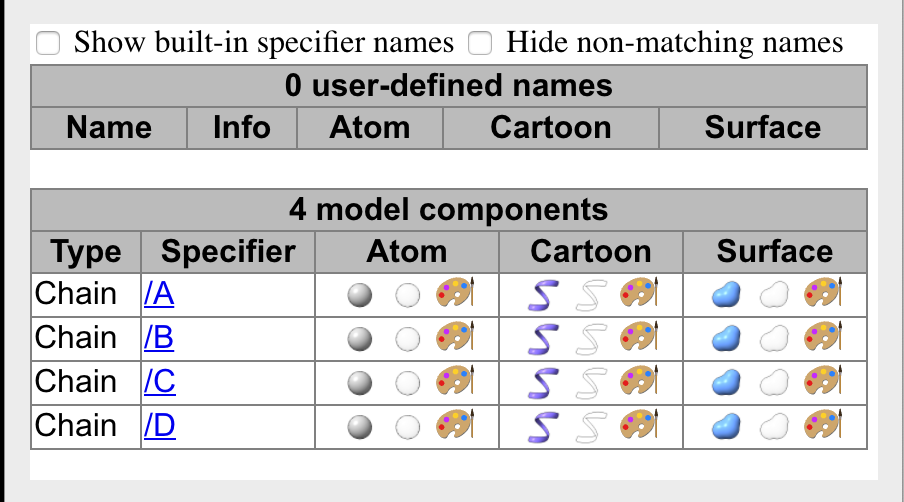 Show built-in specifier names Hide non-matching names
0 user-defined names
Name Info Atom Cartoon Surface
4 model components
Type Specifier Atom Cartoon Surface
Chain /A
Chain /B
Chain /C
Chain /D